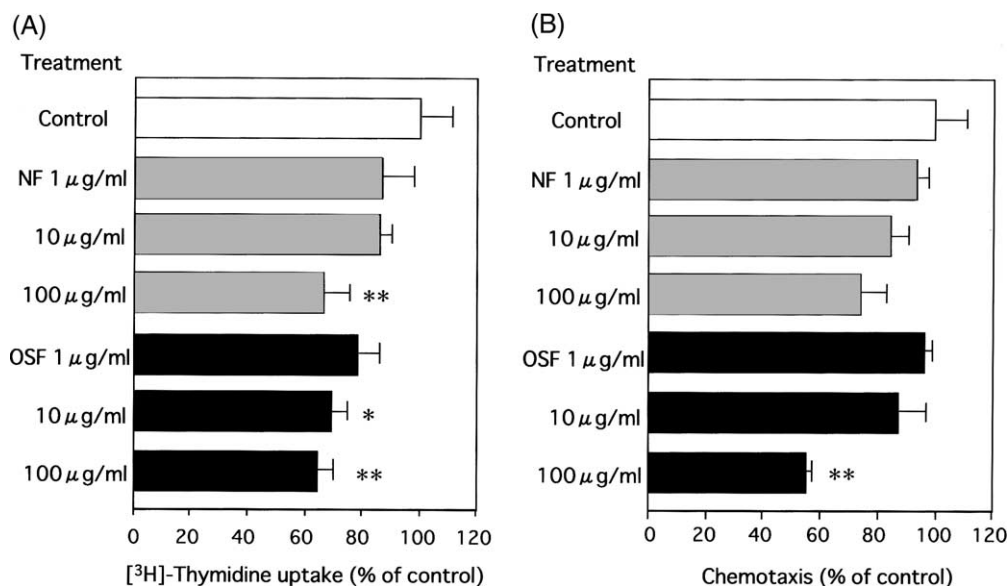 (A)
Treatment
Control
NF 1 μg/ml
10 μg/ml
100 μg/ml
**
OSF 1 μg/ml
10 μg/ml
*
100 μg/ml
**
0 20 40 60 80 100 120
[³H]-Thymidine uptake (% of control)
(B)
Treatment
Control
NF 1 μg/ml
10 μg/ml
100 μg/ml
OSF 1 μg/ml
10 μg/ml
100 μg/ml
**
0 20 40 60 80 100 120
Chemotaxis (% of control)